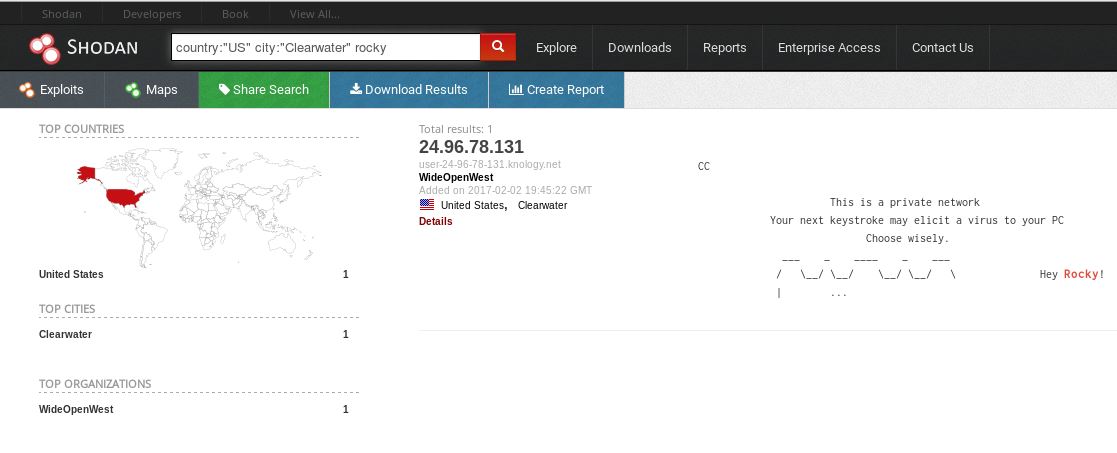 Shodan Developers Book View All...
SHODAN country:"US" city:"Clearwater" rocky Explore Downloads Reports Enterprise Access Contact Us
Exploits Maps Share Search Download Results Create Report
TOP COUNTRIES
United States 1
TOP CITIES
Clearwater 1
TOP ORGANIZATIONS
WideOpenWest 1
Total results: 1
24.96.78.131
user-24-96-78-131.knology.net
WideOpenWest
Added on 2017-02-02 19:45:22 GMT
United States, Clearwater
Details
CC
This is a private network
Your next keystroke may elicit a virus to your PC
Choose wisely.
___    _    ____    _    ___
/   \__/ \__/    \__/ \__/   \              Hey Rocky!
|        ...